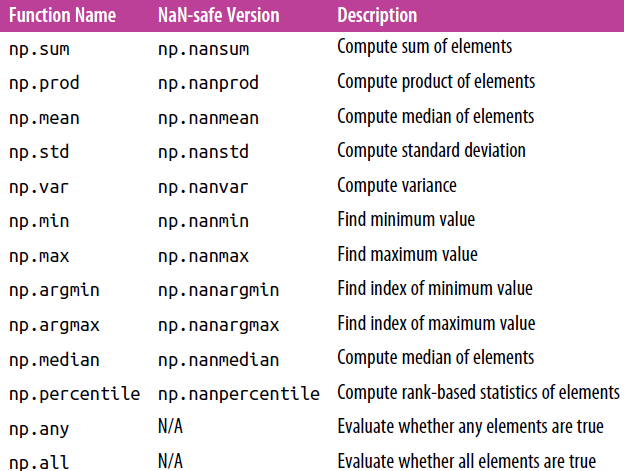 Function Name NaN-safe Version Description
np.sum np.nansum Compute sum of elements
np.prod np.nanprod Compute product of elements
np.mean np.nanmean Compute median of elements
np.std np.nanstd Compute standard deviation
np.var np.nanvar Compute variance
np.min np.nanmin Find minimum value
np.max np.nanmax Find maximum value
np.argmin np.nanargmin Find index of minimum value
np.argmax np.nanargmax Find index of maximum value
np.median np.nanmedian Compute median of elements
np.percentile np.nanpercentile Compute rank-based statistics of elements
np.any N/A Evaluate whether any elements are true
np.all N/A Evaluate whether all elements are true